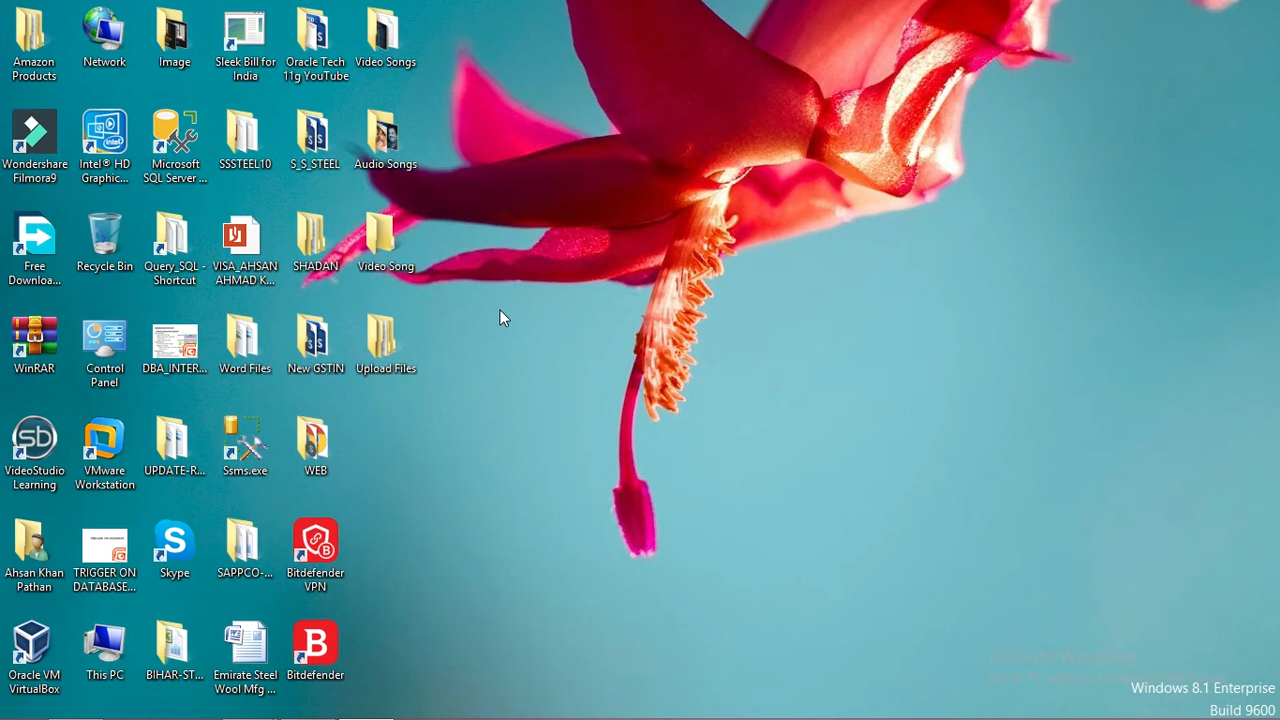 Amazon
Products
Network
Image
Sleek Bill for
India
Oracle Tech
11g YouTube
Video Songs
Wondershare
Filmora9
Intel® HD
Graphic...
Microsoft
SQL Server ...
SSSTEEL10
S_S_STEEL
Audio Songs
Free
Downloa...
Recycle Bin
Query_SQL -
Shortcut
VISA_AHSAN
AHMAD K...
SHADAN
Video Song
WinRAR
Control
Panel
DBA_INTER...
Word Files
New GSTIN
Upload Files
VideoStudio
Learning
VMware
Workstation
UPDATE-R...
Ssms.exe
WEB
Ahsan Khan
Pathan
TRIGGER ON
DATABASE...
Skype
SAPPCO-...
Bitdefender
VPN
Oracle VM
VirtualBox
This PC
BIHAR-ST...
Emirate Steel
Wool Mfg ...
Bitdefender
Windows 8.1 Enterprise
Build 9600